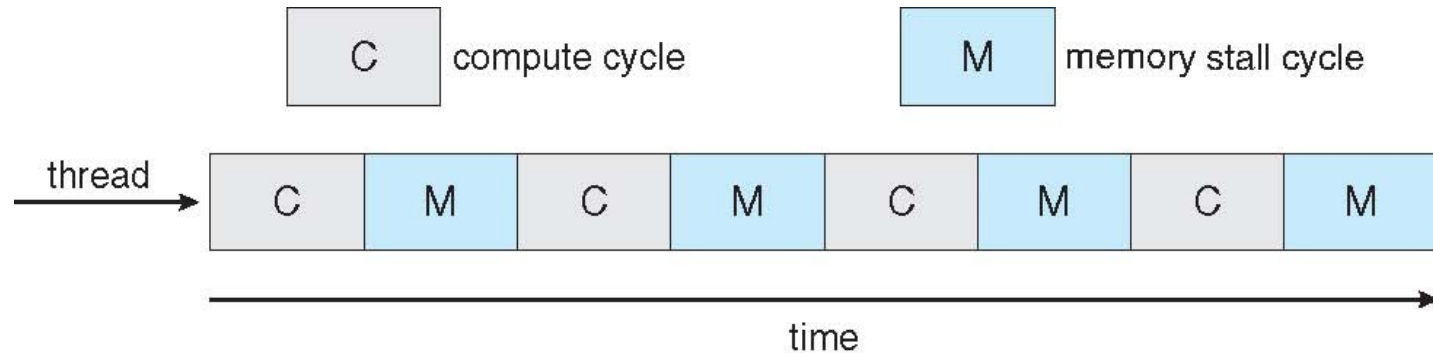 C compute cycle M memory stall cycle
thread
C M C M C M C M
time